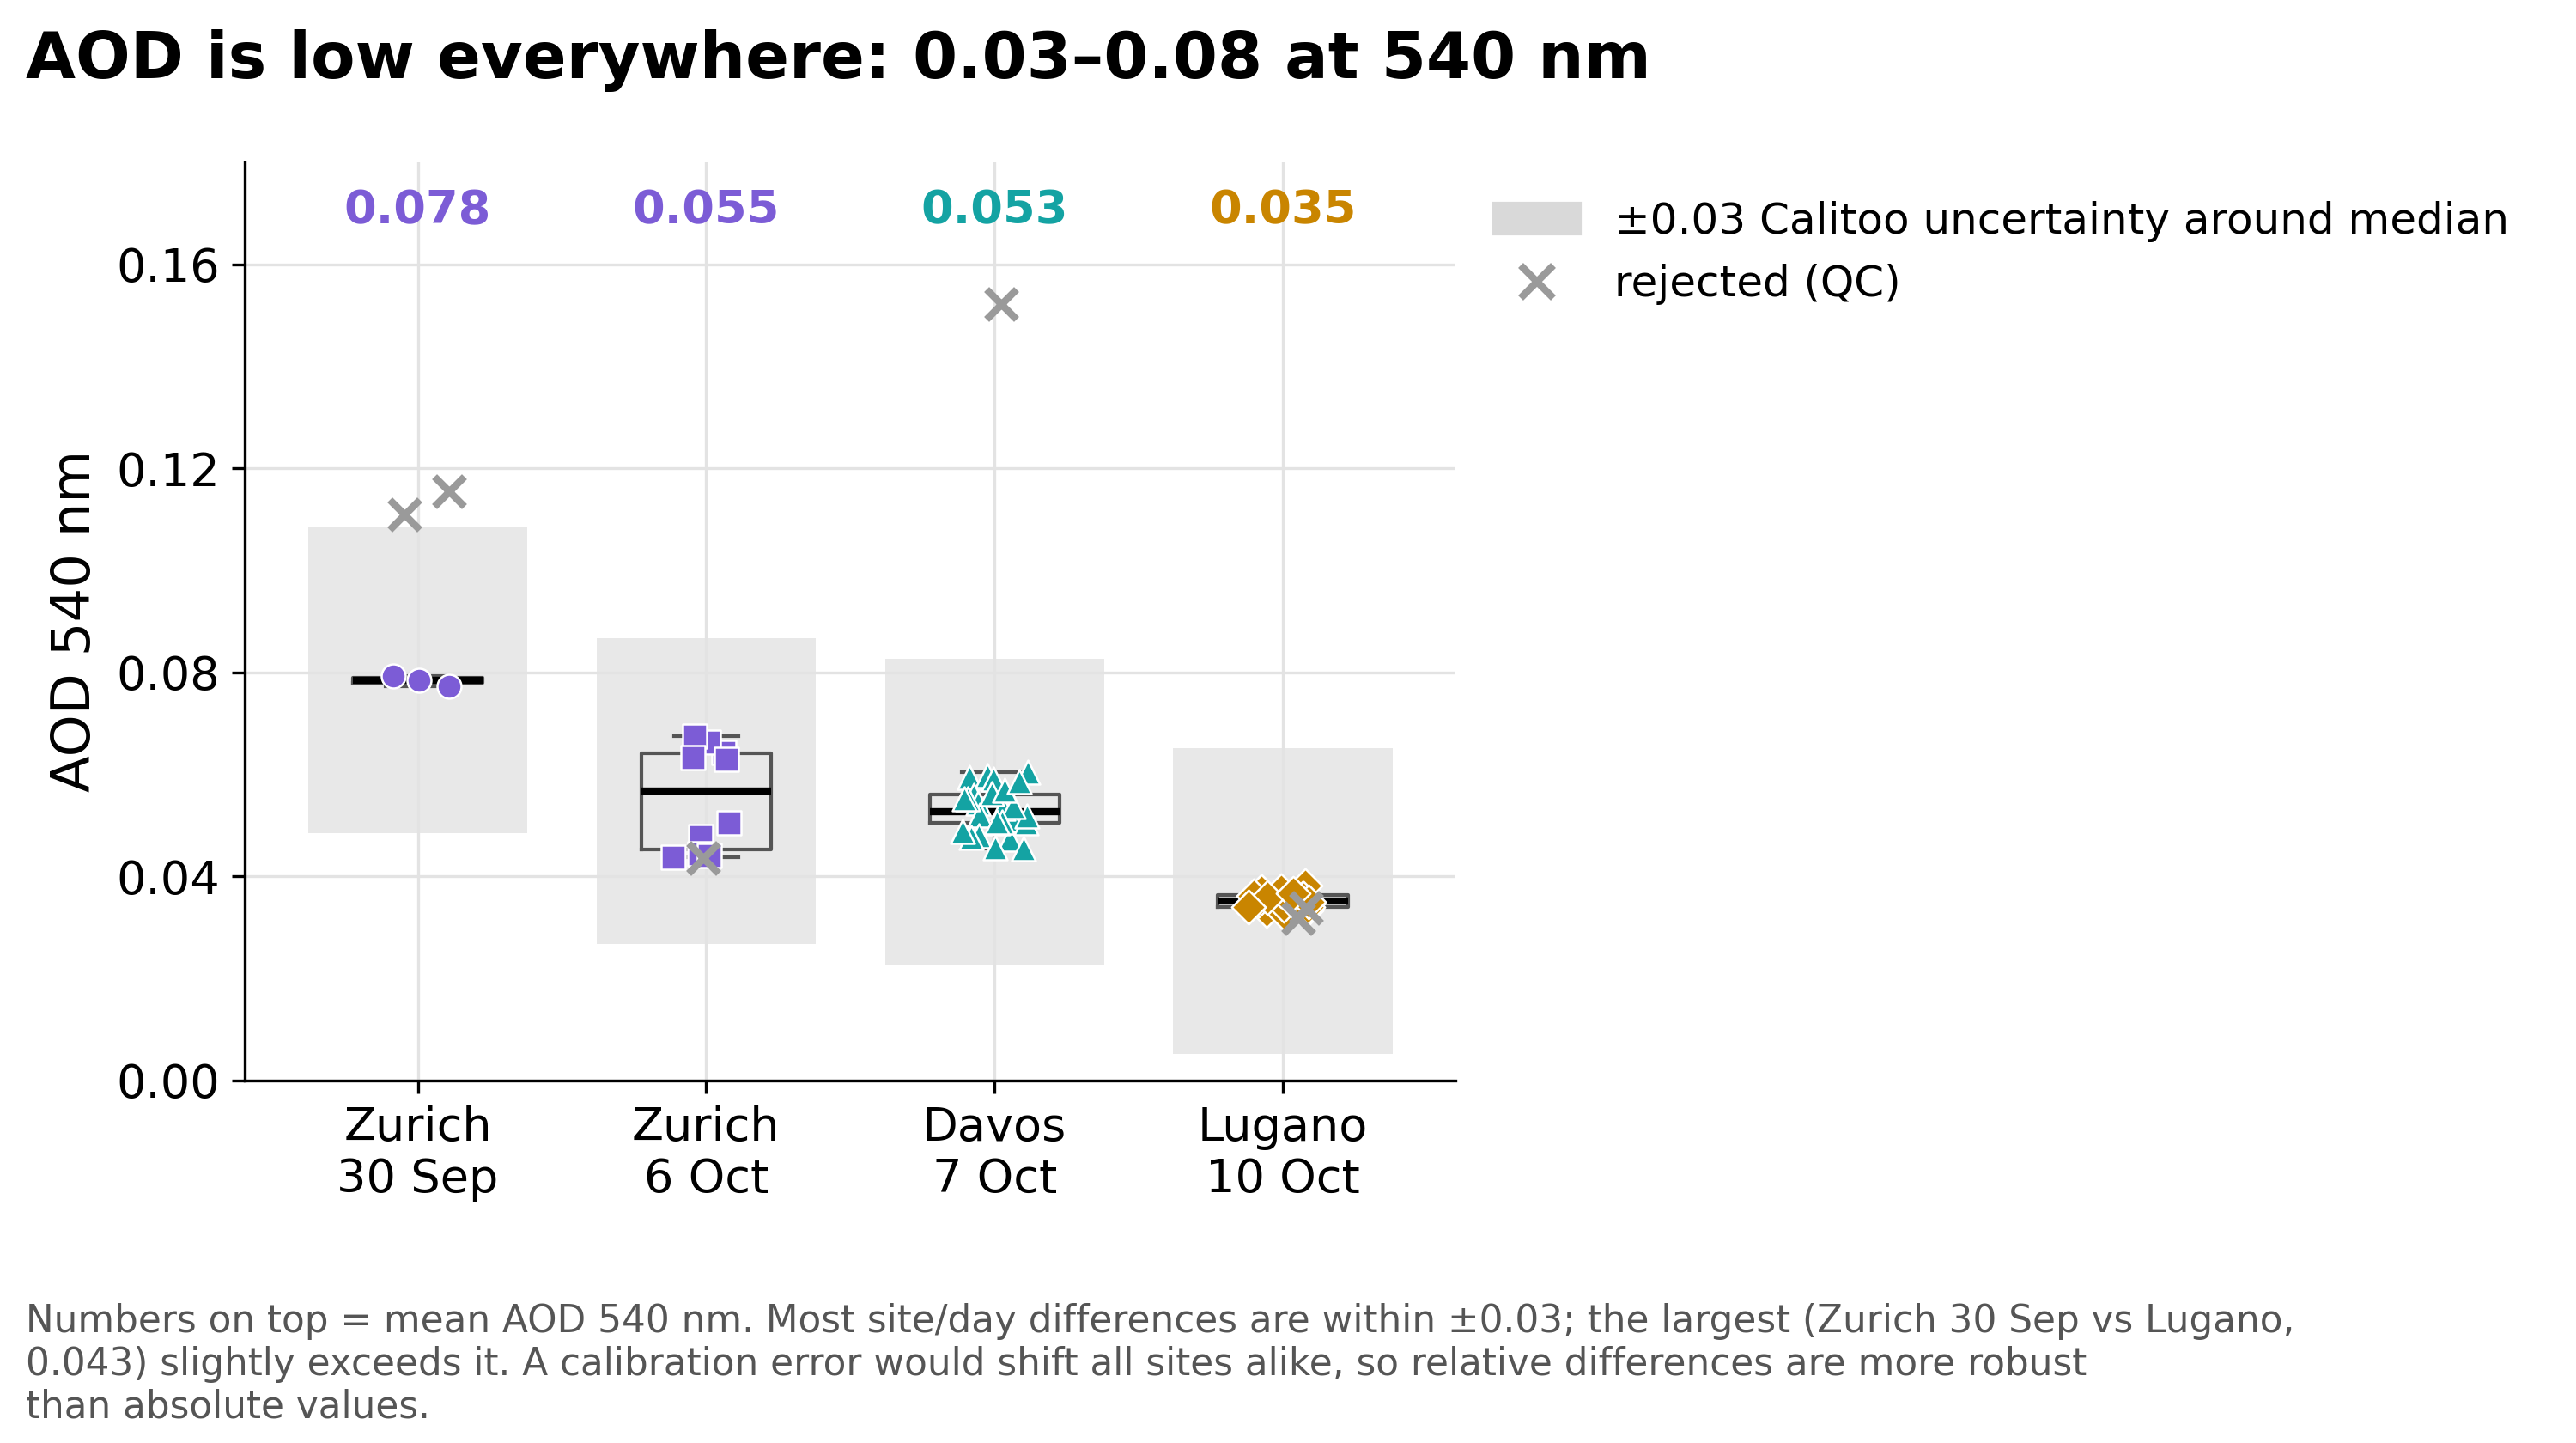 AOD is low everywhere: 0.03–0.08 at 540 nm
0.078 0.055 0.053 0.035
±0.03 Calitoo uncertainty around median
rejected (QC)
AOD 540 nm
0.16
0.12
0.08
0.04
0.00
Zurich Zurich Davos Lugano
30 Sep 6 Oct 7 Oct 10 Oct
Numbers on top = mean AOD 540 nm. Most site/day differences are within ±0.03; the largest (Zurich 30 Sep vs Lugano,
0.043) slightly exceeds it. A calibration error would shift all sites alike, so relative differences are more robust
than absolute values.